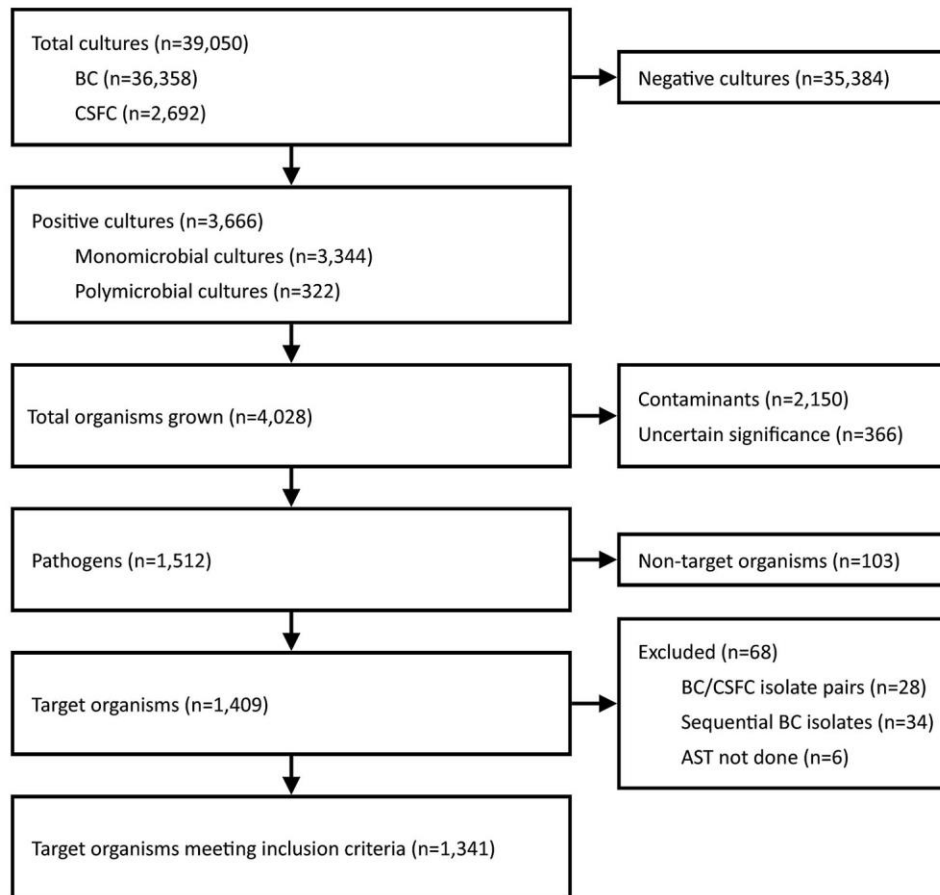 Total cultures (n=39,050)
BC (n=36,358)
CSFC (n=2,692)
Negative cultures (n=35,384)
Positive cultures (n=3,666)
Monomicrobial cultures (n=3,344)
Polymicrobial cultures (n=322)
Total organisms grown (n=4,028)
Contaminants (n=2,150)
Uncertain significance (n=366)
Pathogens (n=1,512)
Non-target organisms (n=103)
Target organisms (n=1,409)
Excluded (n=68)
BC/CSFC isolate pairs (n=28)
Sequential BC isolates (n=34)
AST not done (n=6)
Target organisms meeting inclusion criteria (n=1,341)